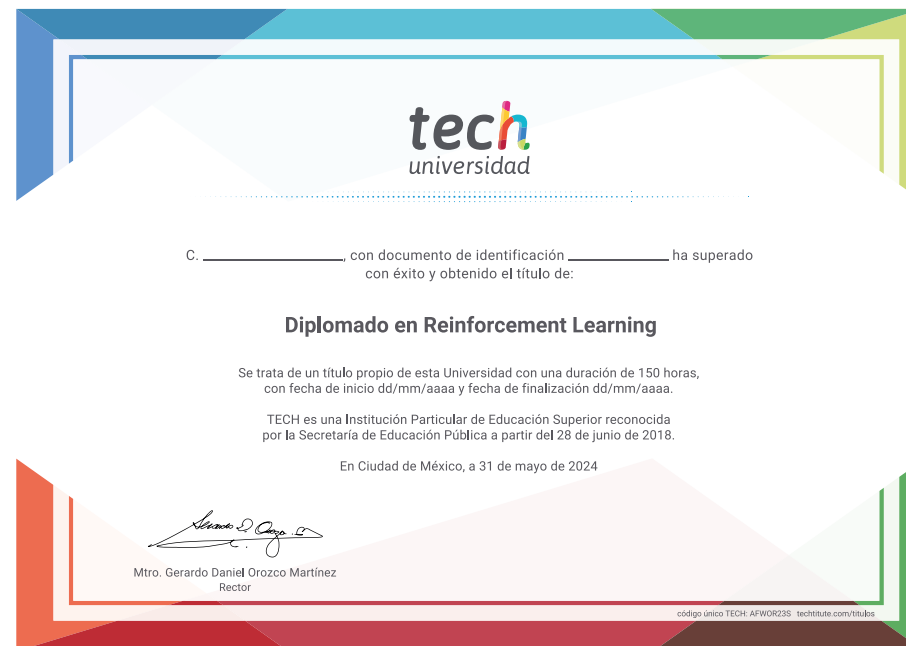 tech
universidad
C. ____________, con documento de identificación ____________ ha superado
con éxito y obtenido el título de:
Diplomado en Reinforcement Learning
Se trata de un título propio de esta Universidad con una duración de 150 horas,
con fecha de inicio dd/mm/aaaa y fecha de finalización dd/mm/aaaa.
TECH es una Institución Particular de Educación Superior reconocida
por la Secretaría de Educación Pública a partir del 28 de junio de 2018.
En Ciudad de México, a 31 de mayo de 2024
Mtro. Gerardo Daniel Orozco Martínez
Rector
código único TECH: AFWOR23S techtitute.com/titulos